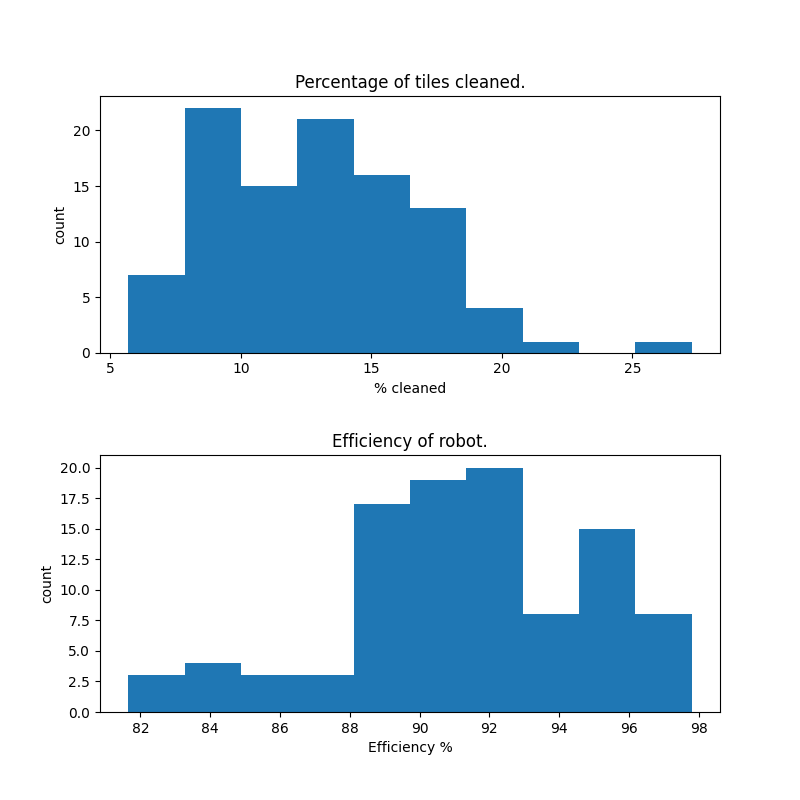 Percentage of tiles cleaned.
20
15
10
5
0
count
5 10 15 20 25
% cleaned
Efficiency of robot.
20.0
17.5
15.0
12.5
10.0
7.5
5.0
2.5
0.0
count
82 84 86 88 90 92 94 96 98
Efficiency %